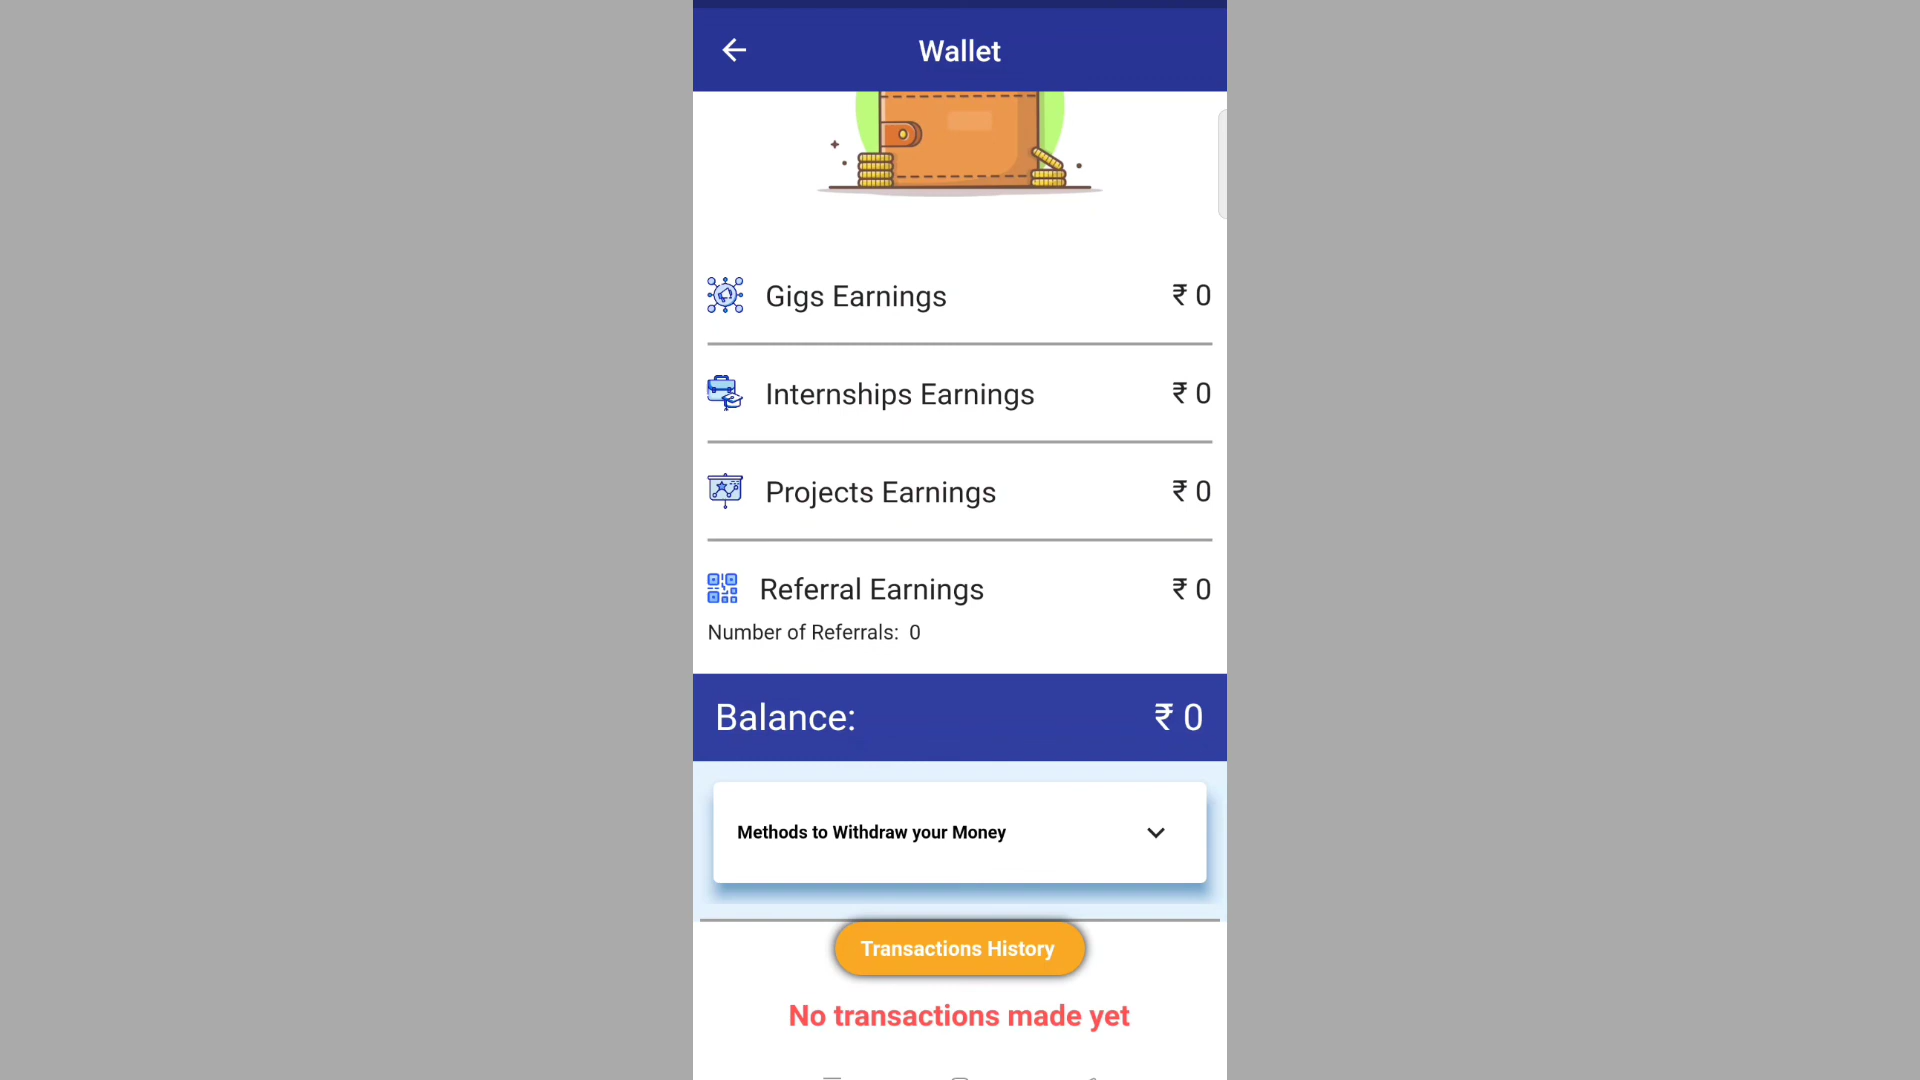 Wallet
Gigs Earnings ₹ 0
Internships Earnings ₹ 0
Projects Earnings ₹ 0
Referral Earnings ₹ 0
Number of Referrals: 0
Balance: ₹ 0
Methods to Withdraw your Money
Transactions History
No transactions made yet